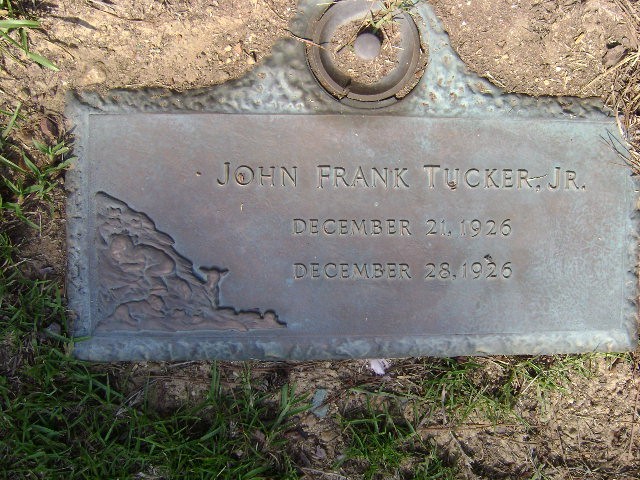 JOHN FRANK TUCKER, JR.
DECEMBER 21, 1926
DECEMBER 28, 1926